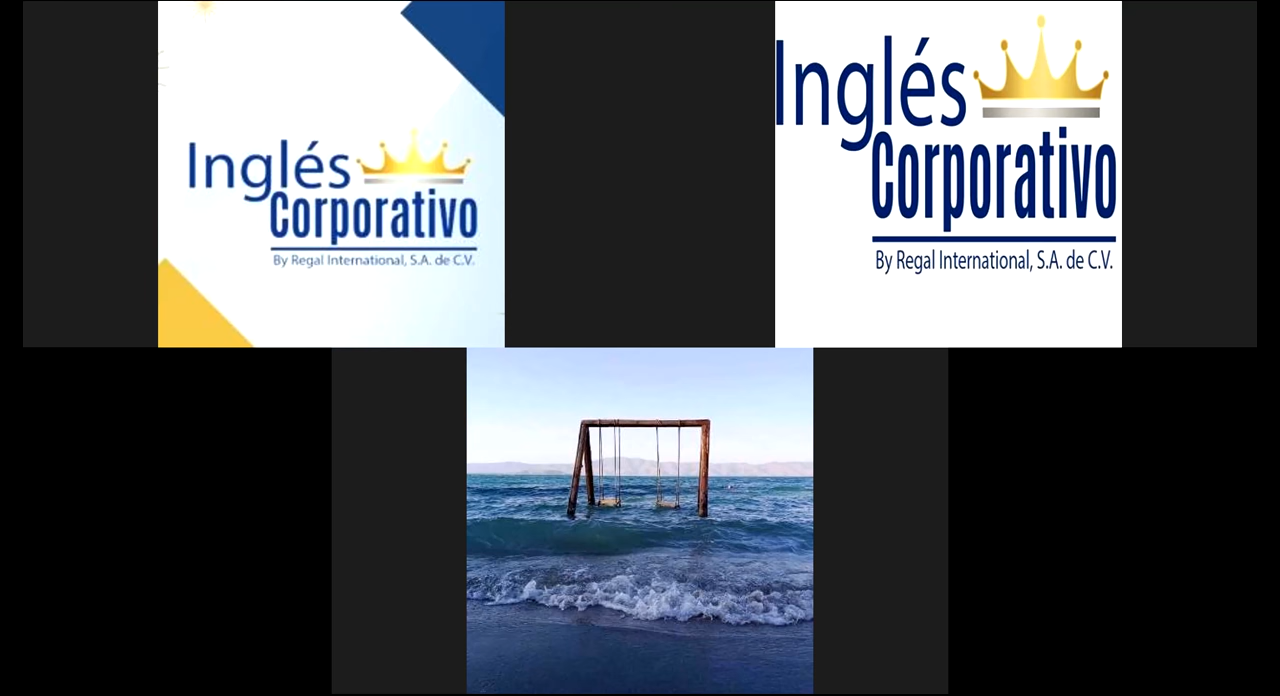 Inglés
Corporativo
By Regal International, S.A. de C.V.
Inglés
Corporativo
By Regal International, S.A. de C.V.